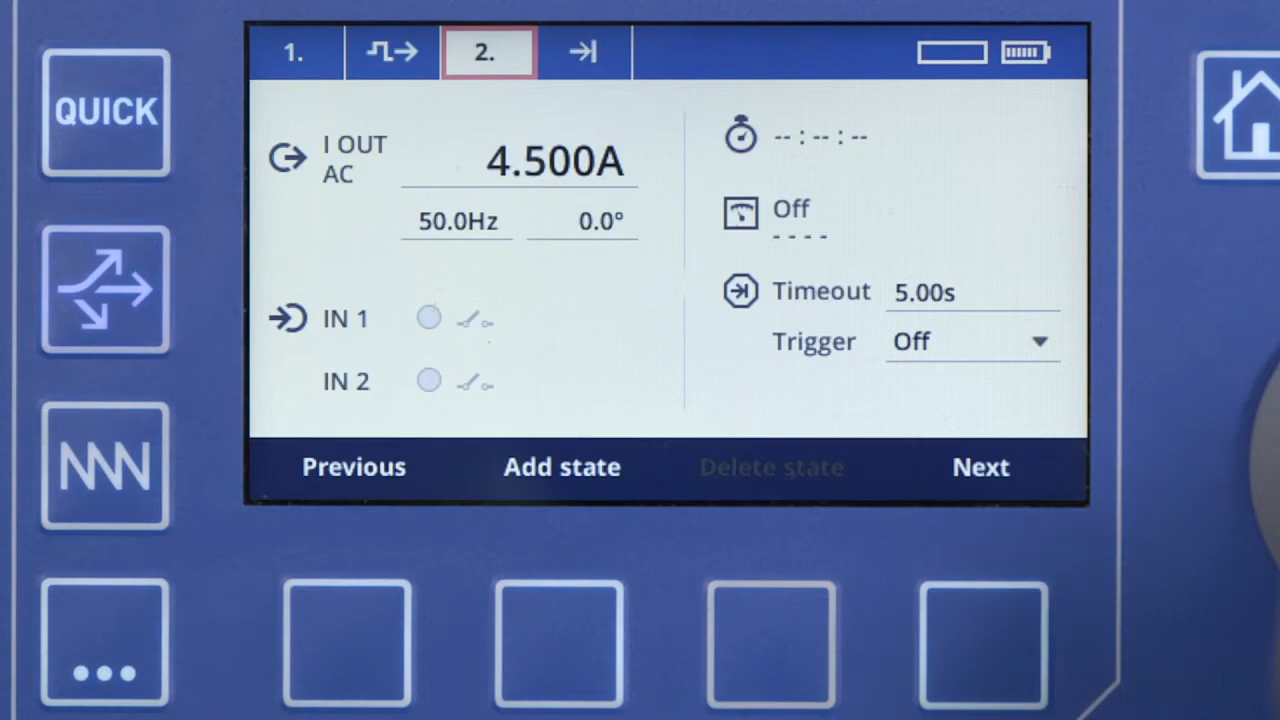 1.
2.
QUICK
I OUT
AC
4.500A
50.0Hz
0.0°
-- : -- : --
Off
- - - -
Timeout
5.00s
Trigger
Off
IN 1
IN 2
Previous
Add state
Delete state
Next